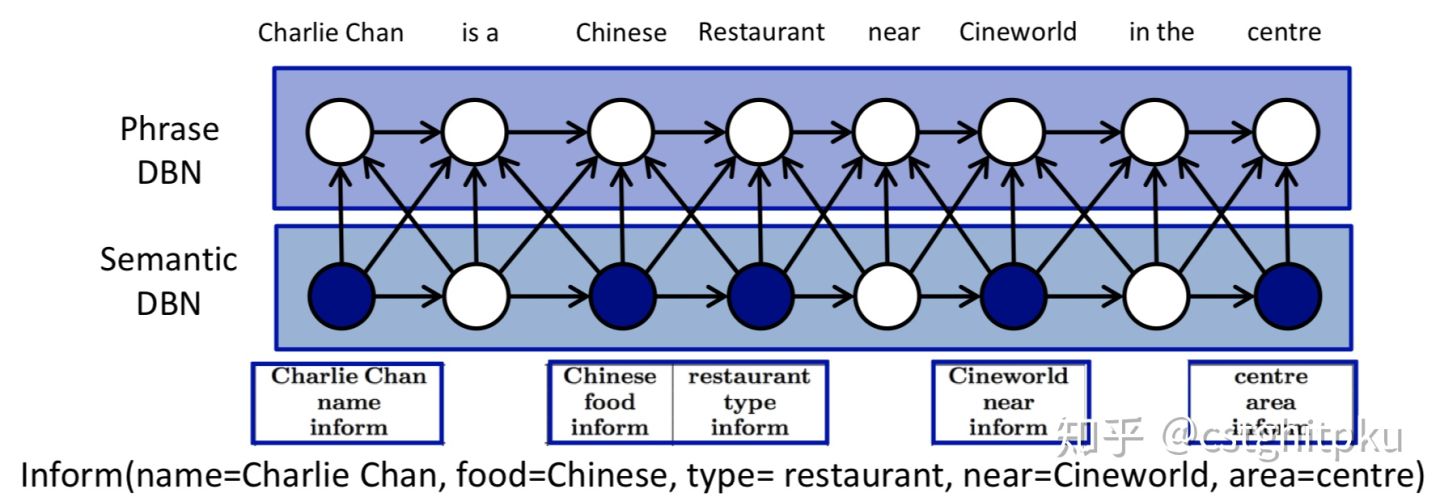 Charlie Chan is a Chinese Restaurant near Cineworld in the centre
Phrase
DBN
Semantic
DBN
Charlie Chan
name
inform
Chinese
food
inform
restaurant
type
inform
Cineworld
near
inform
centre
area
inform
知乎 @cstghitpku
Inform(name=Charlie Chan, food=Chinese, type= restaurant, near=Cineworld, area=centre)